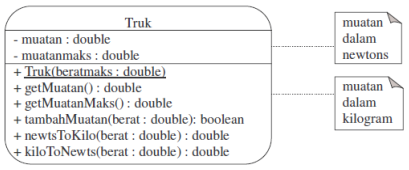 Truk
- muatan : double
- muatanmaks : double
+ Truk(beratmaks : double)
+ getMuatan() : double
+ getMuatanMaks() : double
+ tambahMuatan(berat : double): boolean
+ newtsToKilo(berat : double) : double
+ kiloToNewts(berat : double) : double
muatan
dalam
newtons
muatan
dalam
kilogram